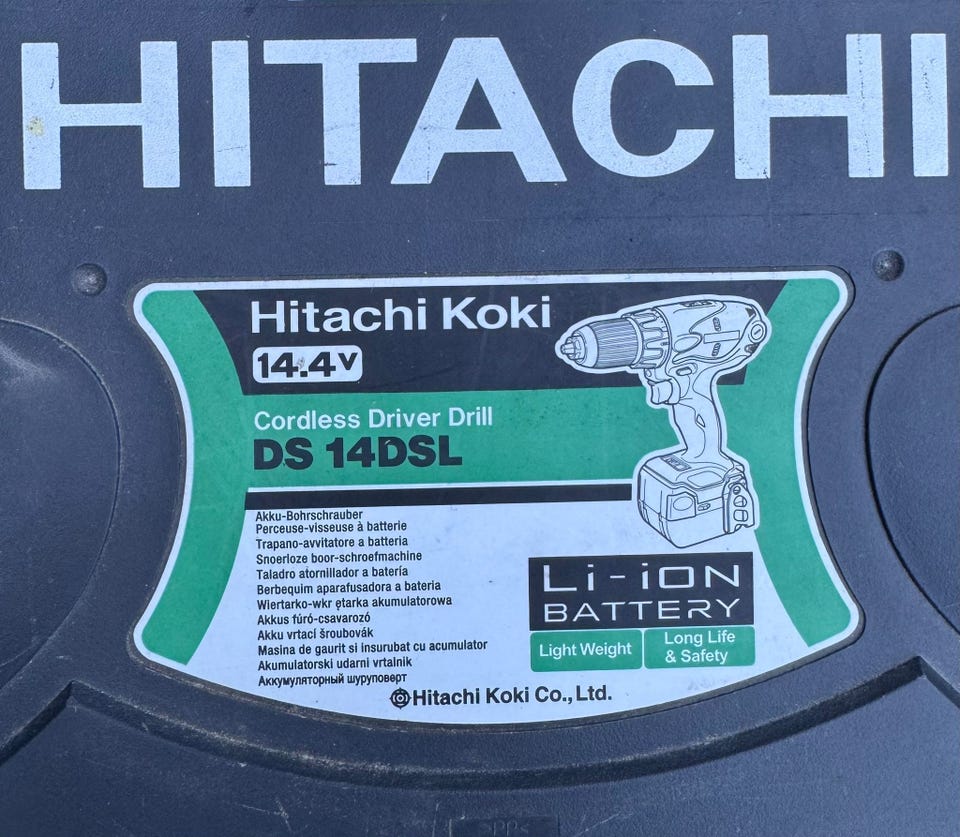 HITACHI
Hitachi Koki
14.4V
Cordless Driver Drill
DS 14DSL
Akku-Bohrschrauber
Perceuse-visseuse à batterie
Trapano-avvitatore a batteria
Snoerloze boor-schroefmachine
Taladro atornillador a batería
Berbequim aparafusadora a bateria
Wiertarko-wkr ętarka akumulatorowa
Akkus fúró-csavarozó
Akku vrtací šroubovák
Masina de gaurit si insurubat cu acumulator
Akumulatorski udarni vrtalnik
Аккумуляторный шуруповерт
Li-iON
BATTERY
Light Weight
Long Life
& Safety
Hitachi Koki Co., Ltd.